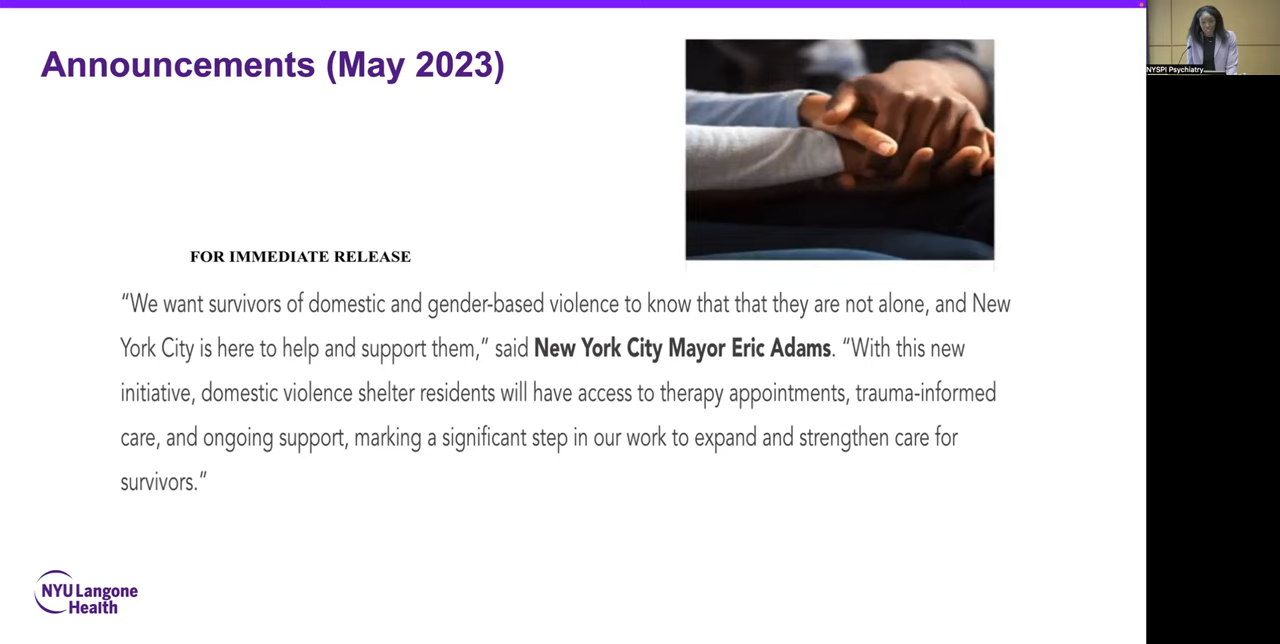 Announcements (May 2023)
NYSPI Psychiatry
FOR IMMEDIATE RELEASE
“We want survivors of domestic and gender-based violence to know that that they are not alone, and New
York City is here to help and support them,” said New York City Mayor Eric Adams. “With this new
initiative, domestic violence shelter residents will have access to therapy appointments, trauma-informed
care, and ongoing support, marking a significant step in our work to expand and strengthen care for
survivors.”
NYU Langone
Health